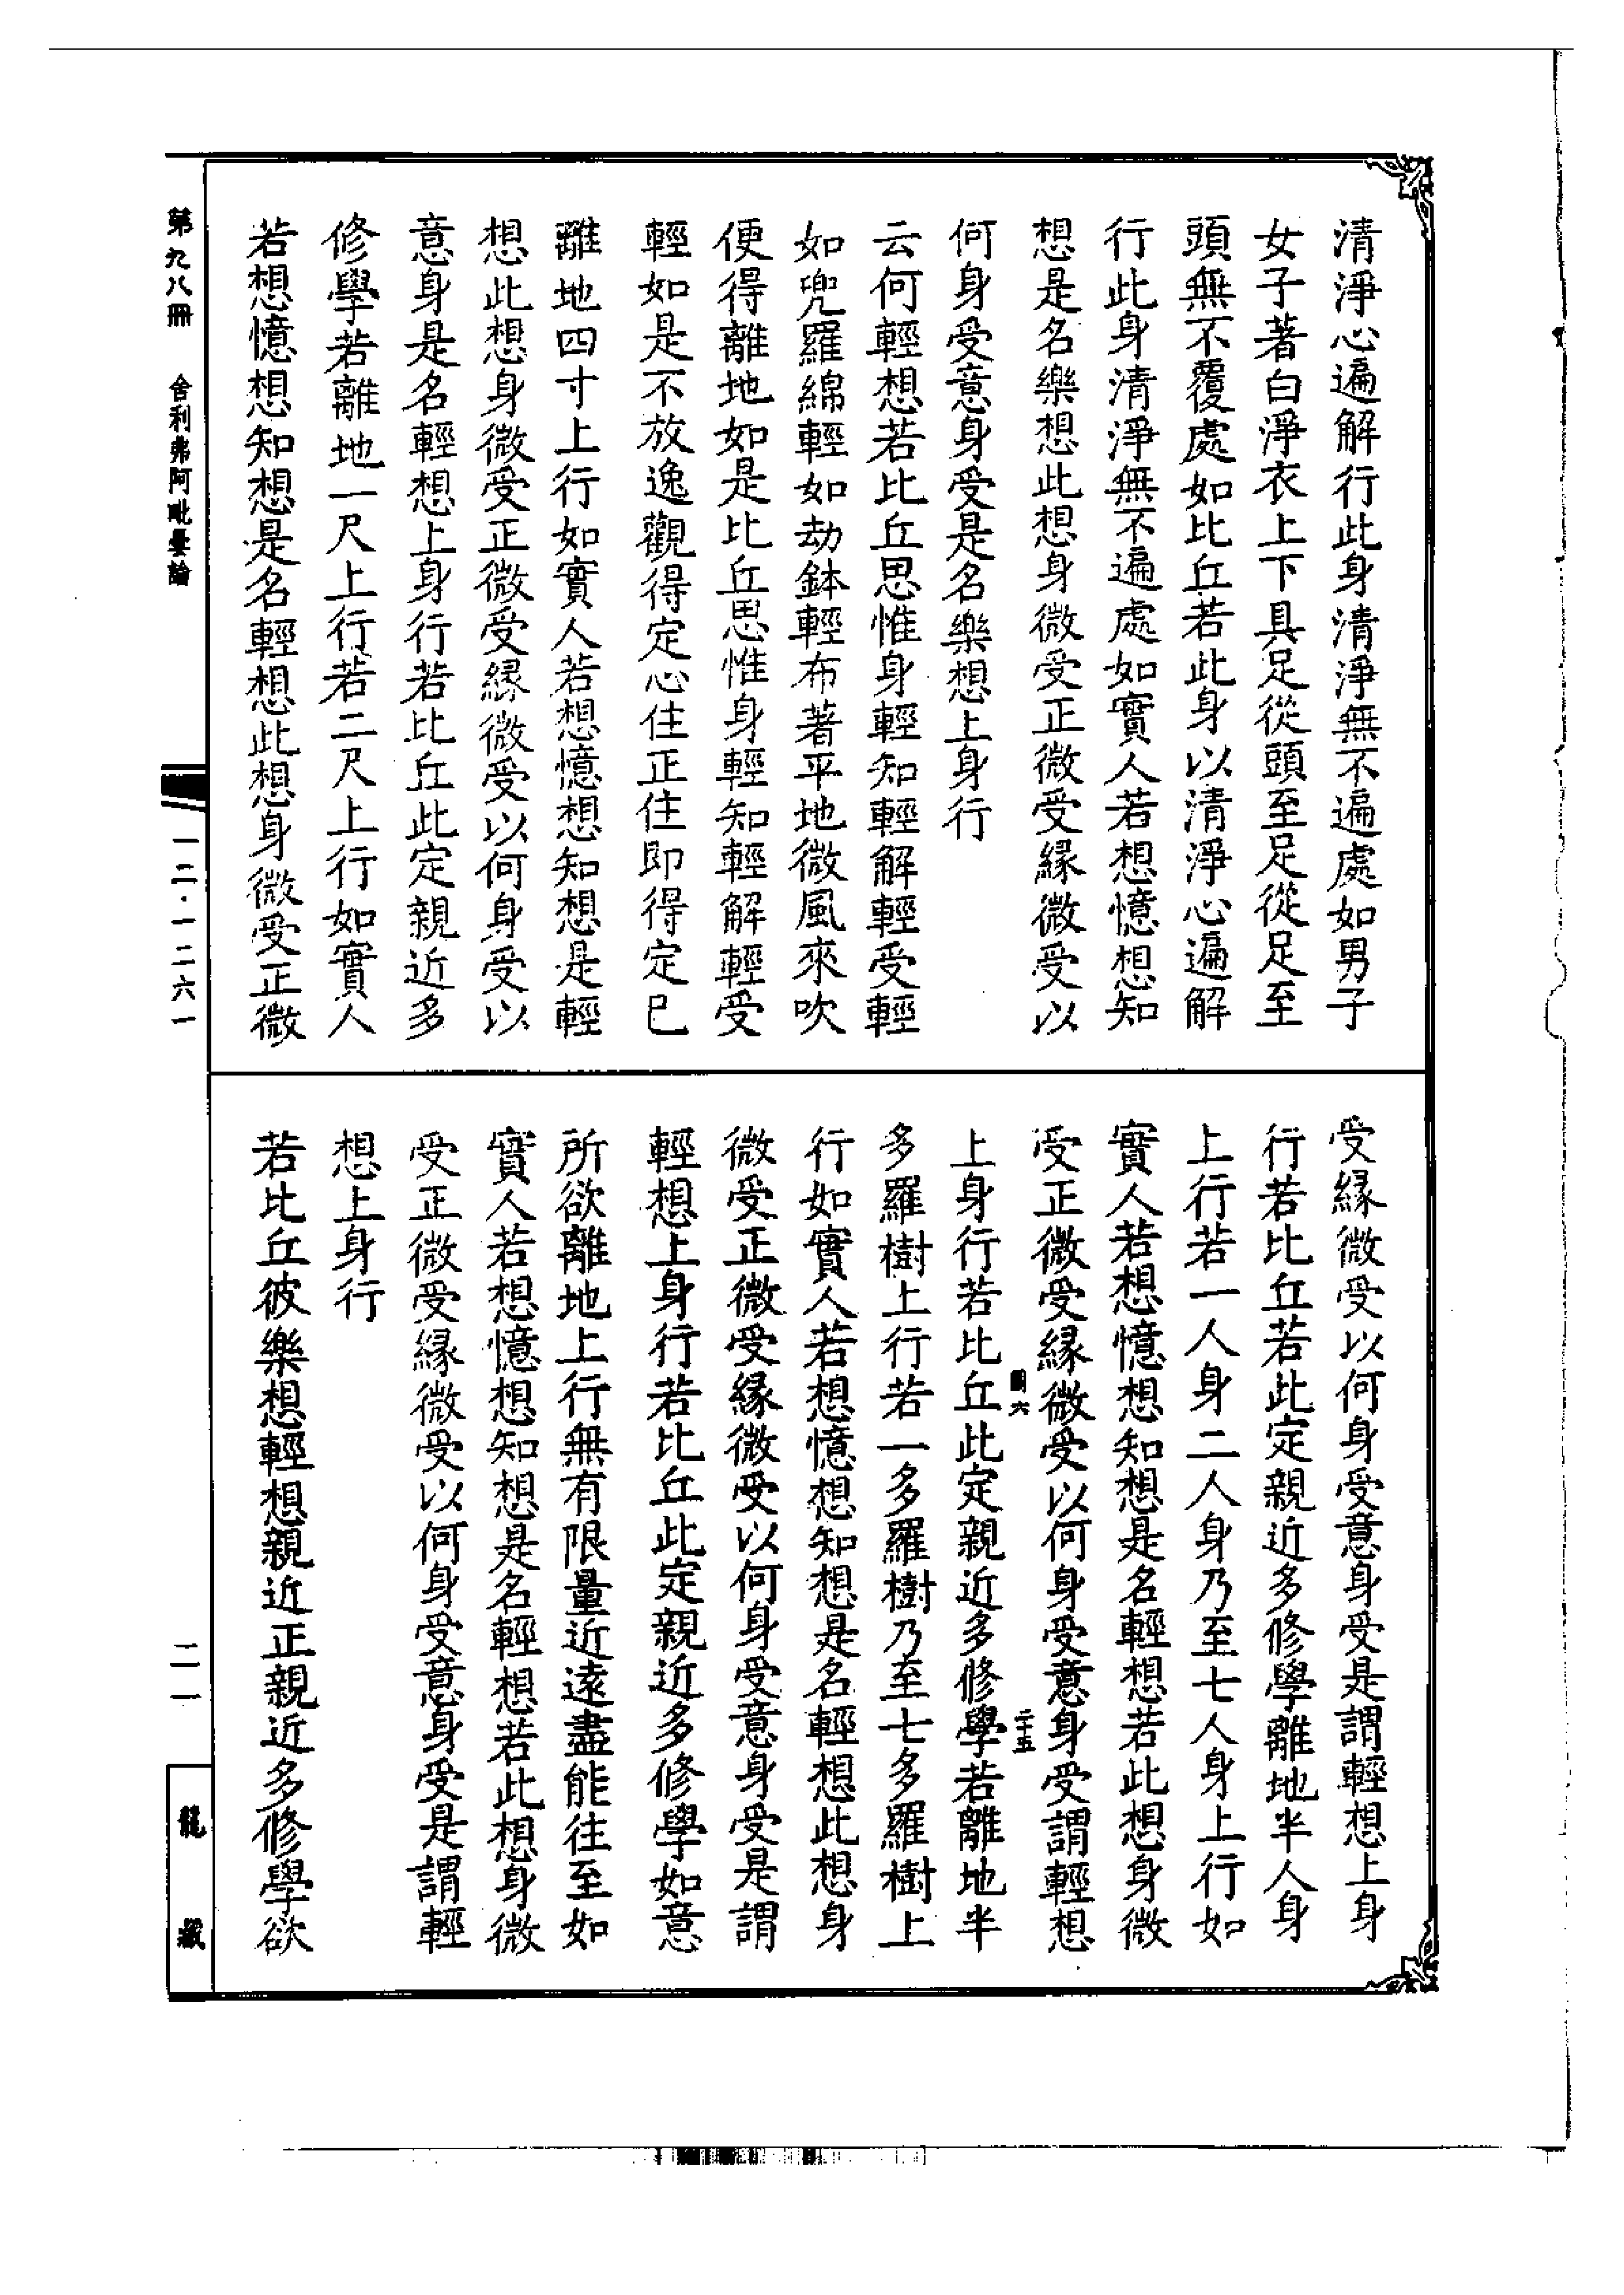 清淨心遍解行此身清淨無不遍處如男子
女子著白淨衣上下具足從頭至足從足至
頭無不覆處如比丘若此身以清淨心遍解
行此身清淨無不遍處如實人若想憶想知
想是名樂想此想身微受正微受緣微受以
何身受意身受是名樂想上身行
云何輕想若比丘思惟身輕知輕解輕受輕
如兜羅綿輕如劫鉢輕布著平地微風來吹
便得離地如是比丘思惟身輕知輕解輕受
輕如是不放逸觀得定心住正住即得定已
離地四寸上行如實人若想憶想知想是輕
想此想身微受正微受緣微受以何身受以
意身是名輕想上身行若比丘此定親近多
修學若離地一尺上行若二尺上行如實人
若想憶想知想是名輕想此想身微受正微
受緣微受以何身受意身受是謂輕想上身
行若比丘若此定親近多修學離地半人身
上行若一人身二人身乃至七人身上行如
實人若想憶想知想是名輕想若此想身微
受正微受緣微受以何身受意身受謂輕想
圖六 二十五
上身行若比丘此定親近多修學若離地半
多羅樹上行若一多羅樹乃至七多羅樹上
行如實人若想憶想知想是名輕想此想身
微受正微受緣微受以何身受意身受是謂
輕想上身行若比丘此定親近多修學如意
所欲離地上行無有限量近遠盡能往至如
實人若想憶想知想是名輕想若此想身微
受正微受緣微受以何身受意身受是謂輕
想上身行
若比丘彼樂想輕想親近正親近多修學欲
第九八冊 舍利弗阿毗曇論
一二·一二六一
二一
龍藏